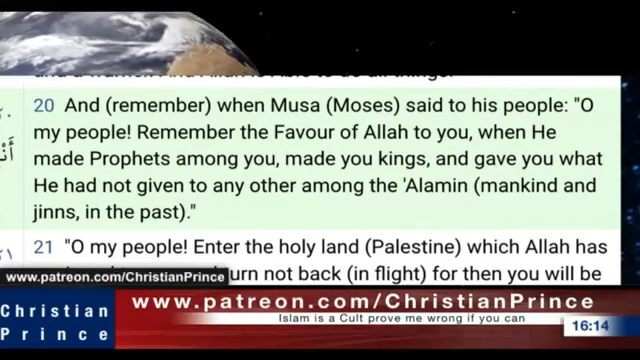 20 And (remember) when Musa (Moses) said to his people: "O
my people! Remember the Favour of Allah to you, when He
made Prophets among you, made you kings, and gave you what
He had not given to any other among the 'Alamin (mankind and
jinns, in the past)."
21 "O my people! Enter the holy land (Palestine) which Allah has
turn not back (in flight) for then you will be
www.patreon.com/ChristianPrince
www.patreon.com/ChristianPrince
Christian
Prince
Islam is a Cult prove me wrong if you can
16:14